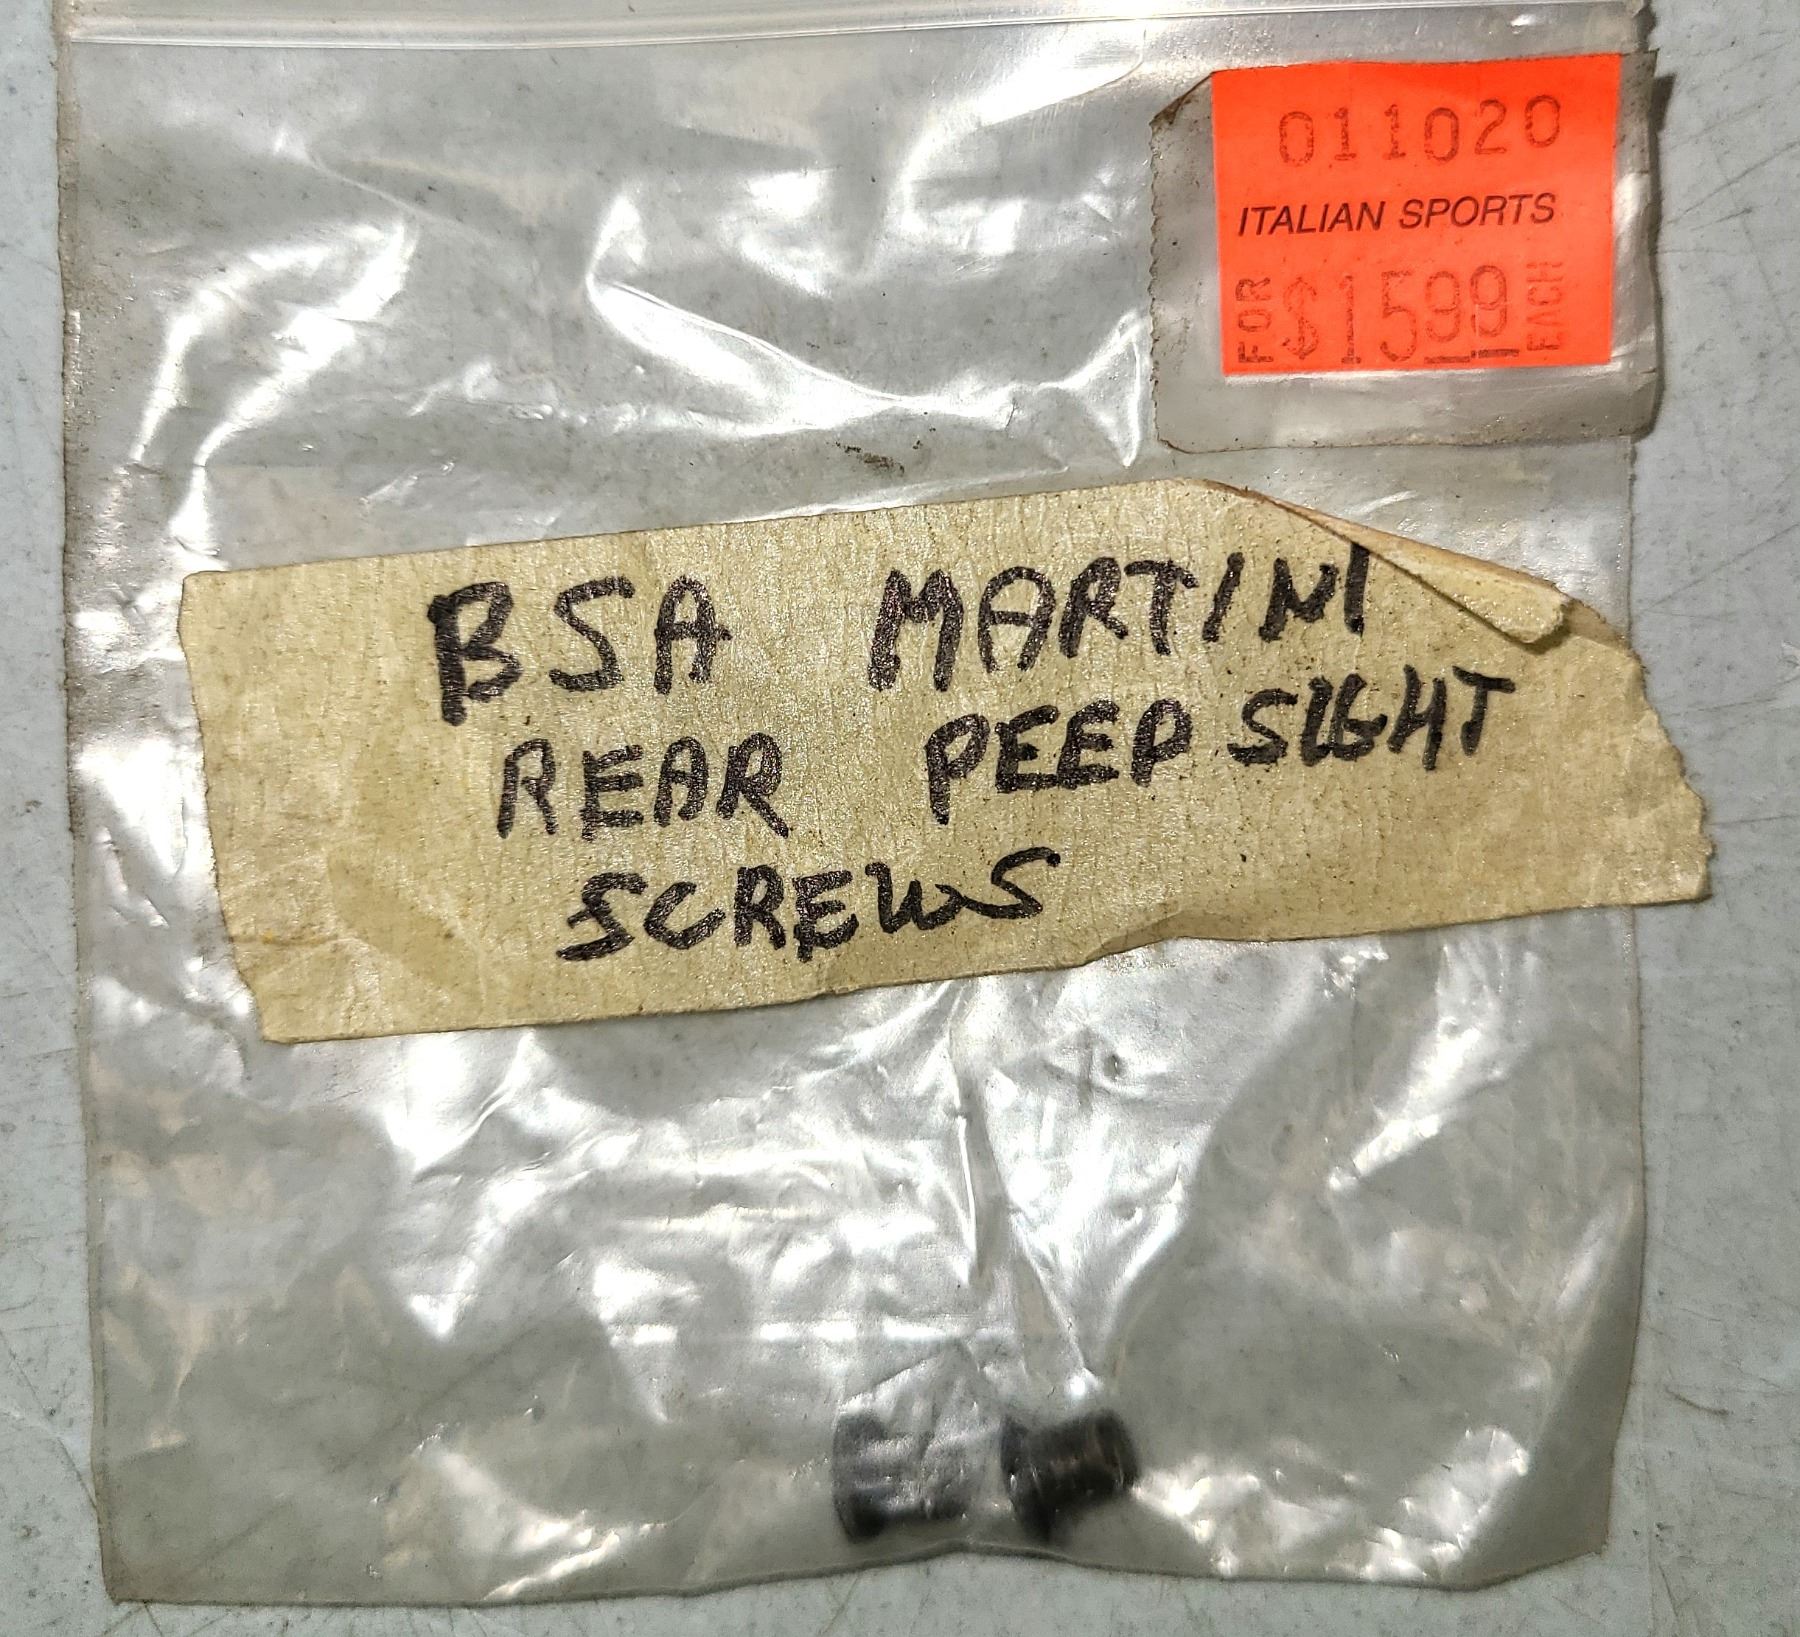 011020
ITALIAN SPORTS
FOR $1599 EACH
BSA MARTINI
REAR PEEP SIGHT
SCREWS